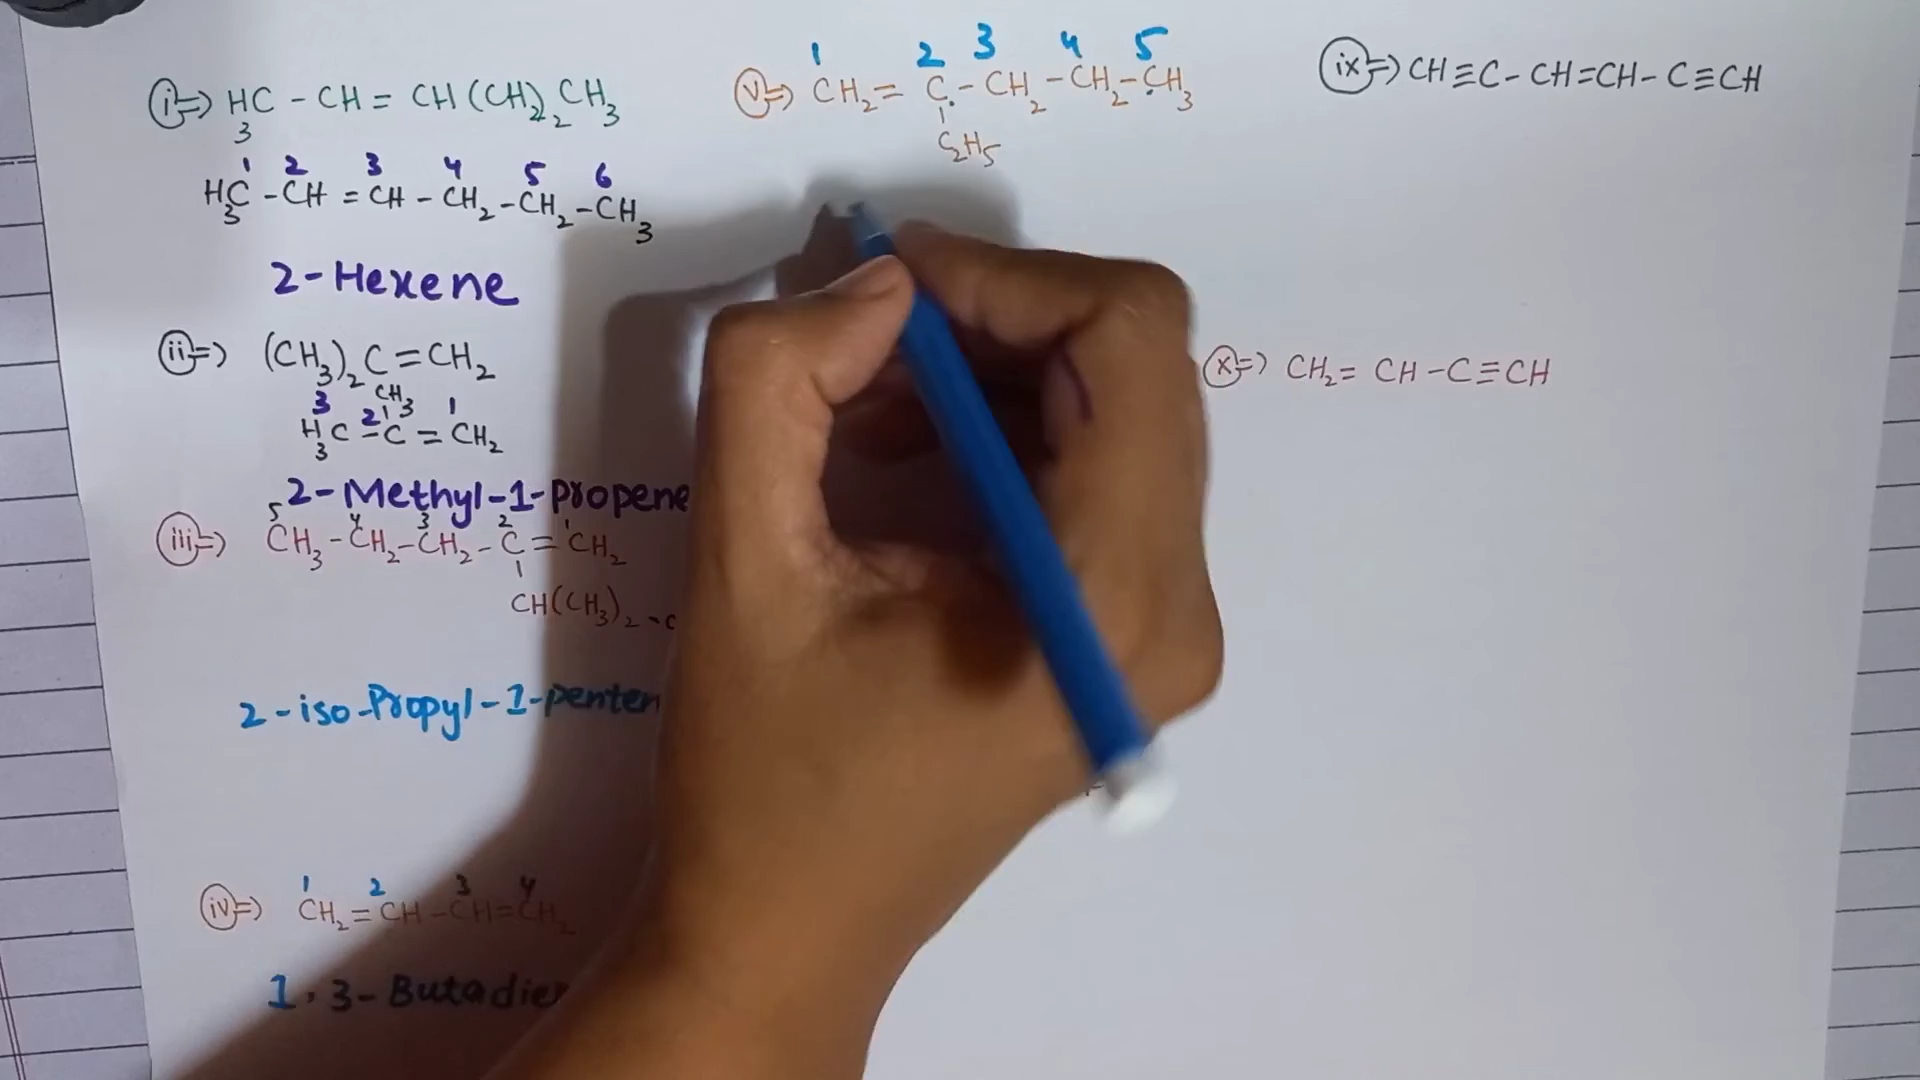 i => H3C - CH = CH (CH2)2 CH3
1 2 3 4 5 6
H3C - CH = CH - CH2 - CH2 - CH3
2-Hexene
ii => (CH3)2 C = CH2
CH3
3 2 1
H3C - C = CH2
2-Methyl-1-propene
5 4 3 2 1
iii => CH3 - CH2 - CH2 - C = CH2
CH(CH3)2
2-iso-Propyl-1-penten
1 2 3 4
iv => CH2 = CH - CH = CH2
1,3-Butadien
1 2 3 4 5
v => CH2 = C - CH2 - CH2 - CH3
C2H5
ix => CH ≡ C - CH = CH - C ≡ CH
x => CH2 = CH - C ≡ CH